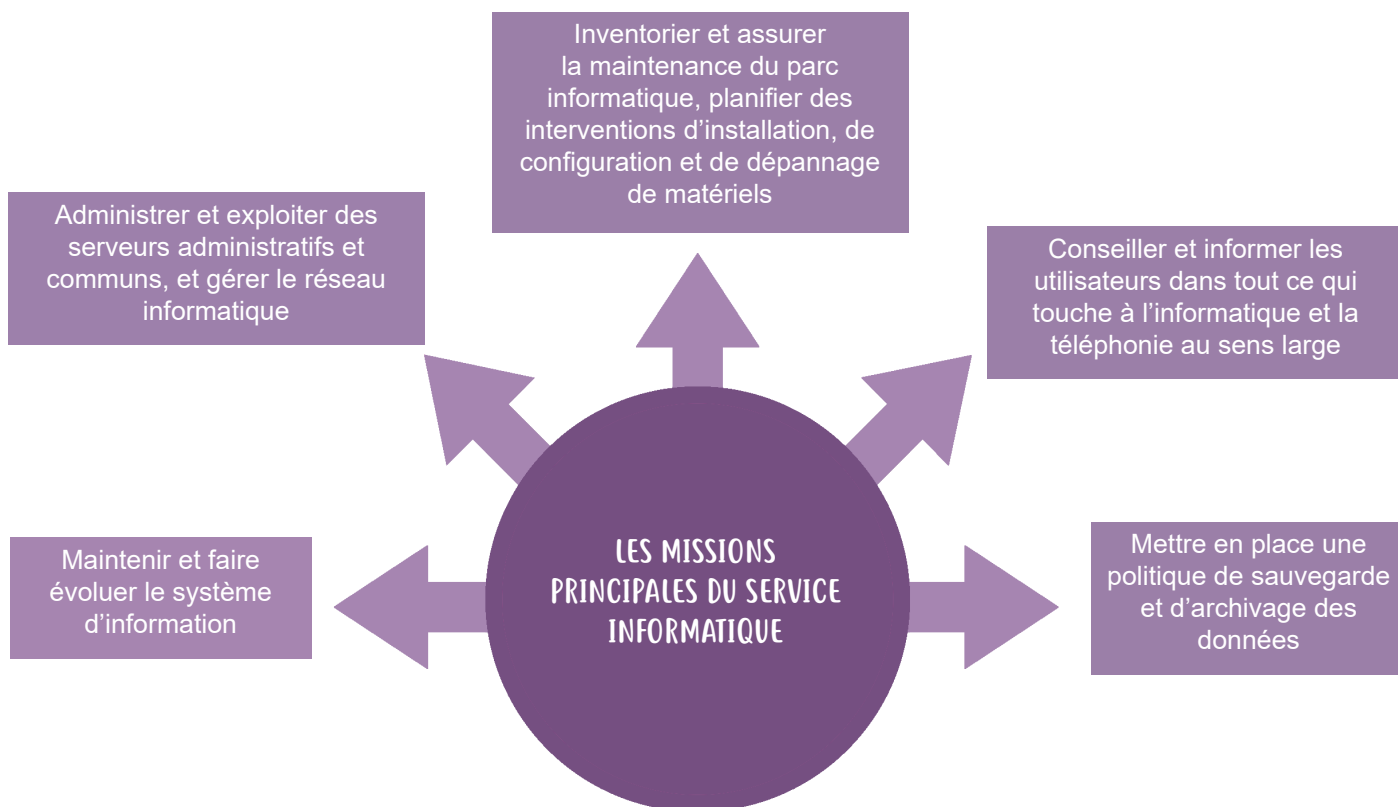 Inventorier et assurer
la maintenance du parc
informatique, planifier des
interventions d’installation, de
configuration et de dépannage
de matériels
Administrer et exploiter des
serveurs administratifs et
communs, et gérer le réseau
informatique
Conseiller et informer les
utilisateurs dans tout ce qui
touche à l’informatique et la
téléphonie au sens large
Maintenir et faire
évoluer le système
d’information
LES MISSIONS
PRINCIPALES DU SERVICE
INFORMATIQUE
Mettre en place une
politique de sauvegarde
et d’archivage des
données